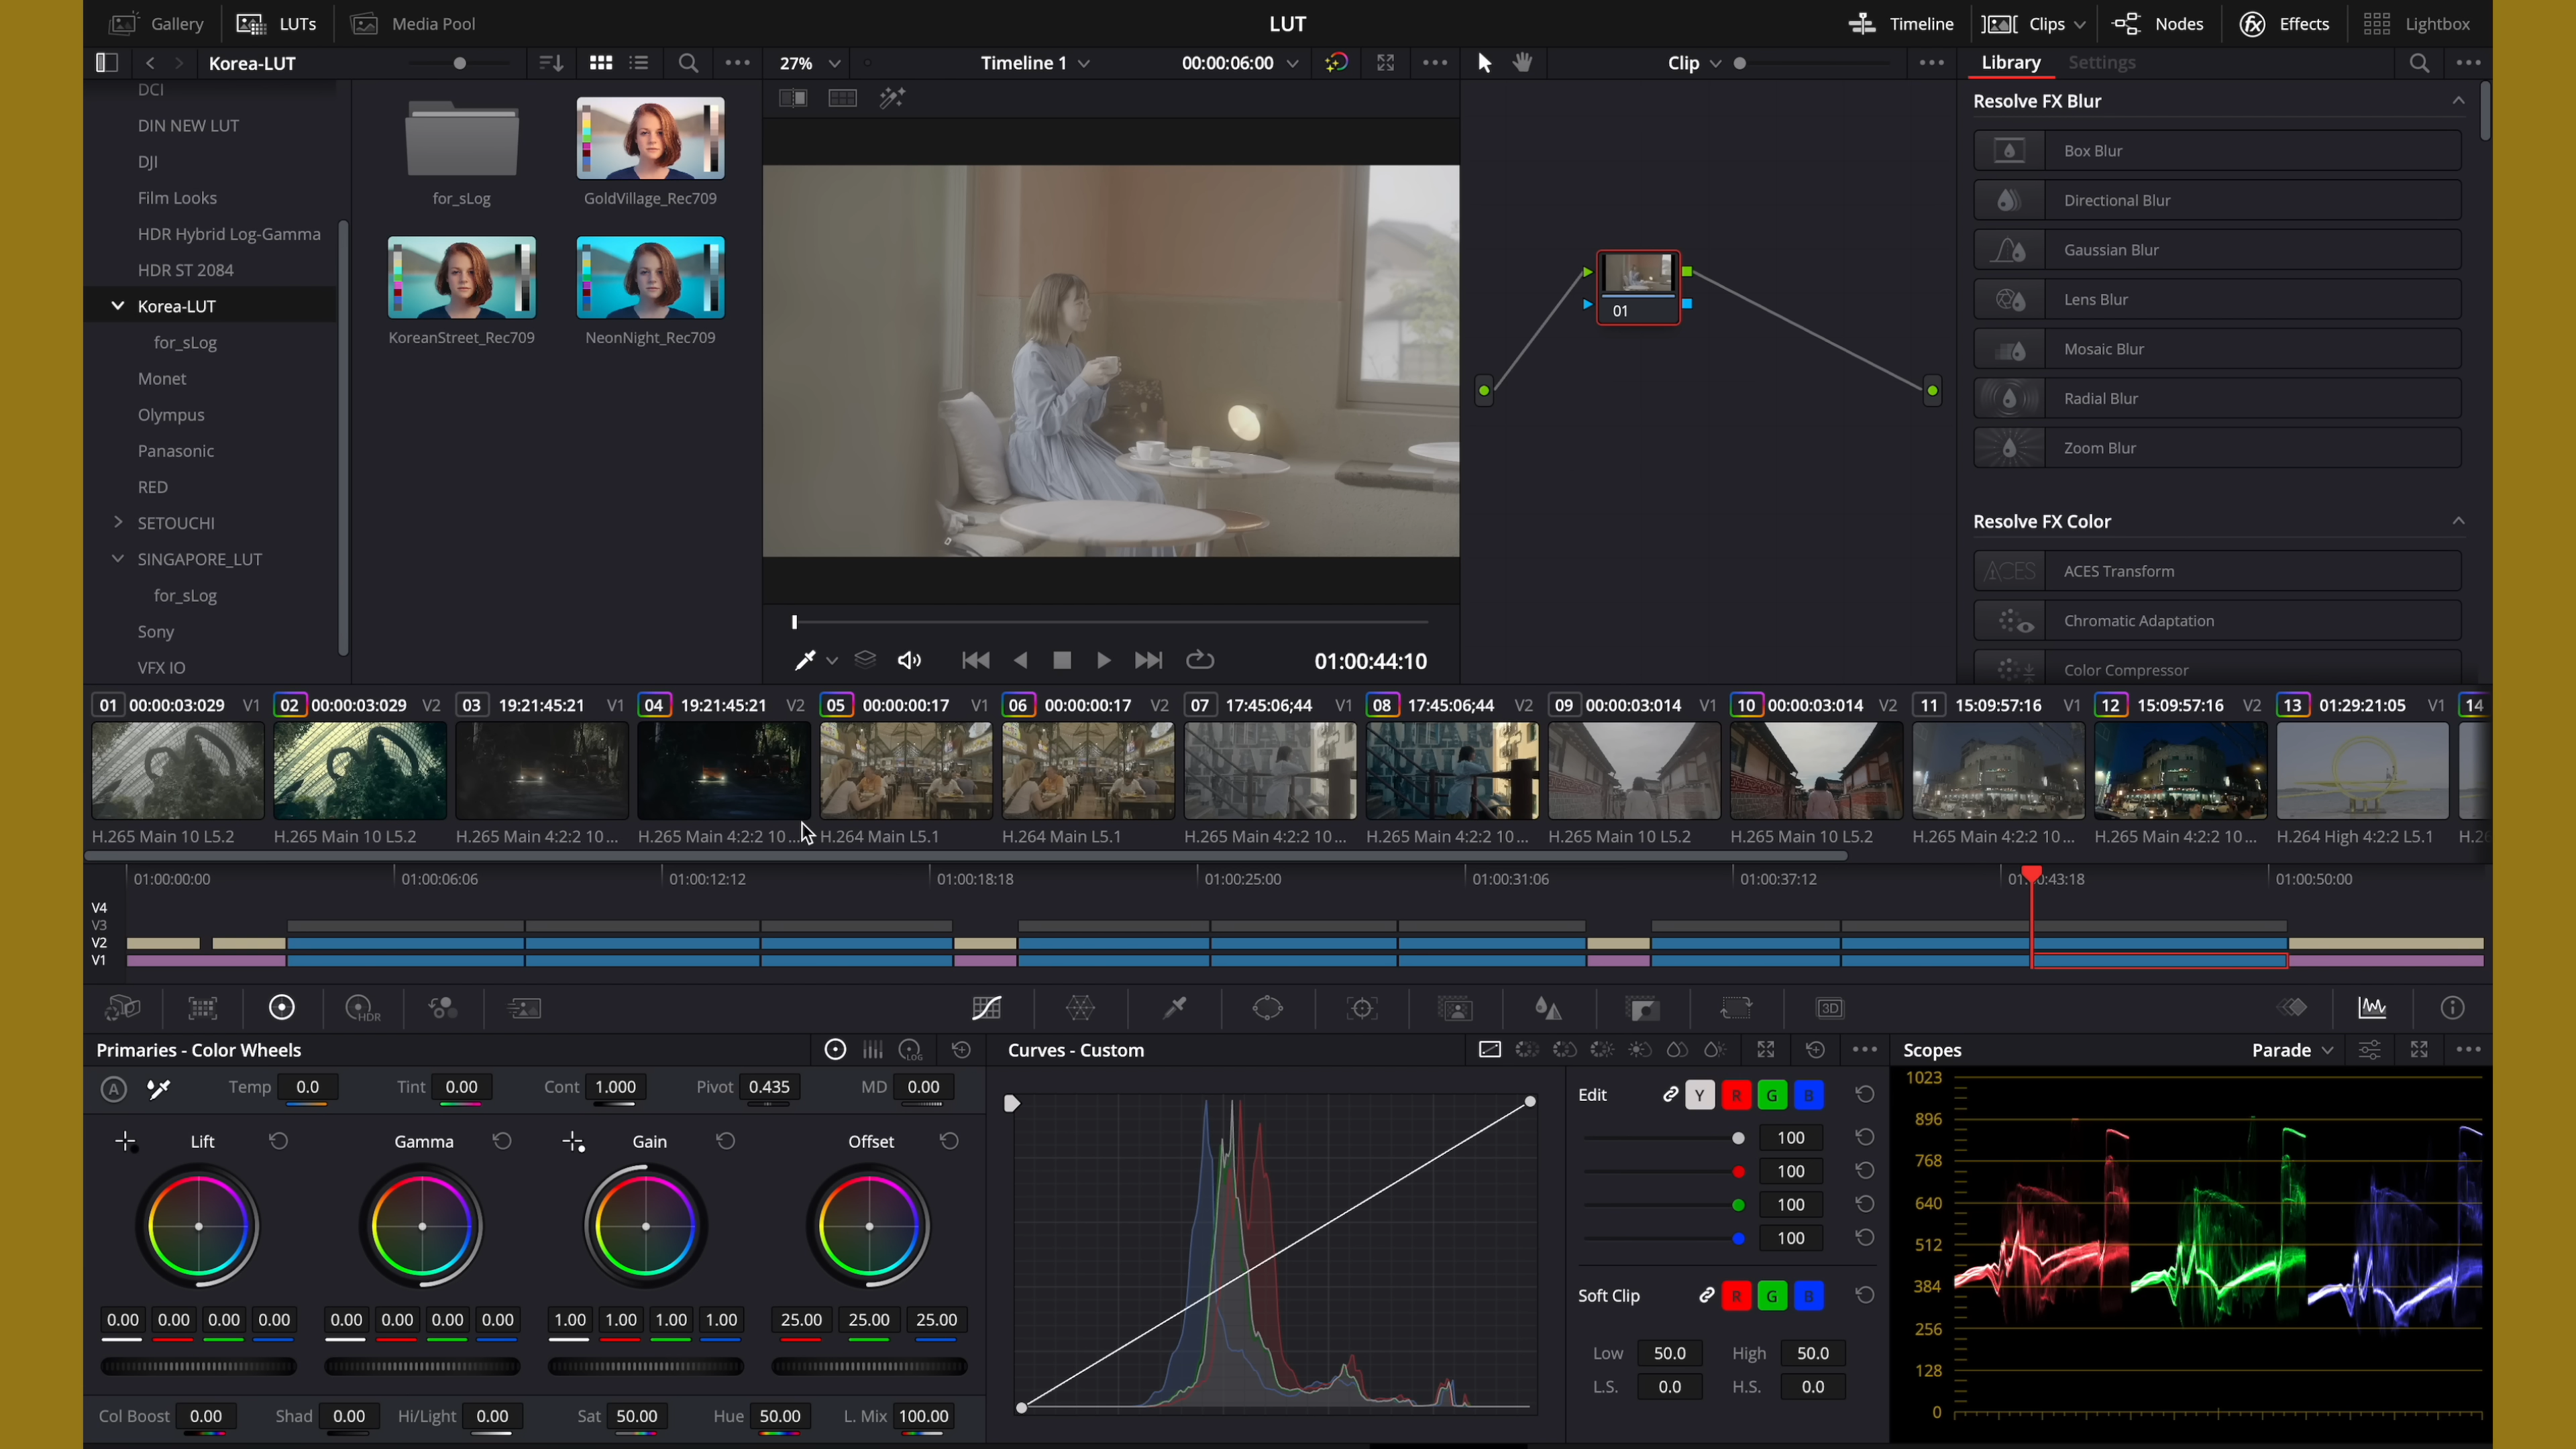 Gallery LUTs Media Pool LUT Timeline Clips Nodes Effects Lightbox
Korea-LUT 27% Timeline 1 00:00:06:00 Clip Library Settings
DCI
DIN NEW LUT
DJI
Film Looks
HDR Hybrid Log-Gamma
HDR ST 2084
Korea-LUT
for_sLog
Monet
Olympus
Panasonic
RED
SETOUCHI
SINGAPORE_LUT
for_sLog
Sony
VFX IO
for_sLog GoldVillage_Rec709
KoreanStreet_Rec709 NeonNight_Rec709
01:00:44:10
01
Resolve FX Blur
Box Blur
Directional Blur
Gaussian Blur
Lens Blur
Mosaic Blur
Radial Blur
Zoom Blur
Resolve FX Color
ACES ACES Transform
Chromatic Adaptation
Color Compressor
01 00:00:03:029 V1 02 00:00:03:029 V2 03 19:21:45:21 V1 04 19:21:45:21 V2 05 00:00:00:17 V1 06 00:00:00:17 V2 07 17:45:06;44 V1 08 17:45:06;44 V2 09 00:00:03:014 V1 10 00:00:03:014 V2 11 15:09:57:16 V1 12 15:09:57:16 V2 13 01:29:21:05 V1 14
H.265 Main 10 L5.2 H.265 Main 10 L5.2 H.265 Main 4:2:2 10... H.265 Main 4:2:2 10... H.264 Main L5.1 H.264 Main L5.1 H.265 Main 4:2:2 10... H.265 Main 4:2:2 10... H.265 Main 10 L5.2 H.265 Main 10 L5.2 H.265 Main 4:2:2 10... H.265 Main 4:2:2 10... H.264 High 4:2:2 L5.1
01:00:00:00 01:00:06:06 01:00:12:12 01:00:18:18 01:00:25:00 01:00:31:06 01:00:37:12 01:00:43:18 01:00:50:00
V4
V3
V2
V1
HDR 3D
Primaries - Color Wheels LOG
A Temp 0.0 Tint 0.00 Cont 1.000 Pivot 0.435 MD 0.00
Lift Gamma Gain Offset
0.00 0.00 0.00 0.00 0.00 0.00 0.00 0.00 1.00 1.00 1.00 1.00 25.00 25.00 25.00
Col Boost 0.00 Shad 0.00 Hi/Light 0.00 Sat 50.00 Hue 50.00 L. Mix 100.00
Curves - Custom
Edit Y R G B
100
100
100
100
Soft Clip R G B
Low 50.0 High 50.0
L.S. 0.0 H.S. 0.0
Scopes Parade
1023
896
768
640
512
384
256
128
0